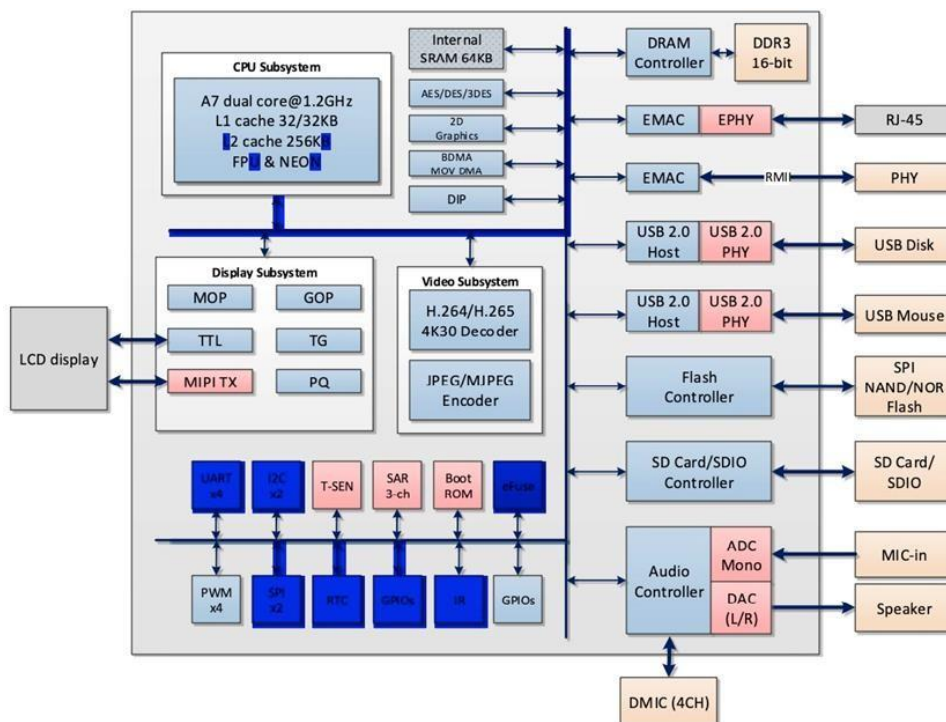 Internal
SRAM 64KB
CPU Subsystem
A7 dual core@1.2GHz
L1 cache 32/32KB
L2 cache 256KB
FPU & NEON
AES/DES/3DES
2D
Graphics
BDMA
MOV DMA
DIP
DRAM
Controller
DDR3
16-bit
EMAC
EPHY
RJ-45
EMAC
RMII
PHY
USB 2.0
Host
USB 2.0
PHY
USB Disk
USB 2.0
Host
USB 2.0
PHY
USB Mouse
Display Subsystem
MOP
GOP
TTL
TG
MIPI TX
PQ
LCD display
Video Subsystem
H.264/H.265
4K30 Decoder
JPEG/MJPEG
Encoder
Flash
Controller
SPI
NAND/NOR
Flash
SD Card/SDIO
Controller
SD Card/
SDIO
UART
x4
I2C
x2
T-SEN
SAR
3-ch
Boot
ROM
eFuse
PWM
x4
SPI
x2
RTC
GPIOs
IR
GPIOs
Audio
Controller
ADC
Mono
DAC
(L/R)
MIC-in
Speaker
DMIC (4CH)